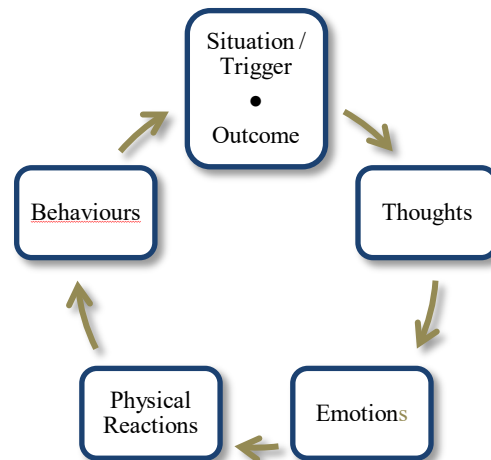 Situation /
Trigger
•
Outcome
Thoughts
Emotions
Physical
Reactions
Behaviours